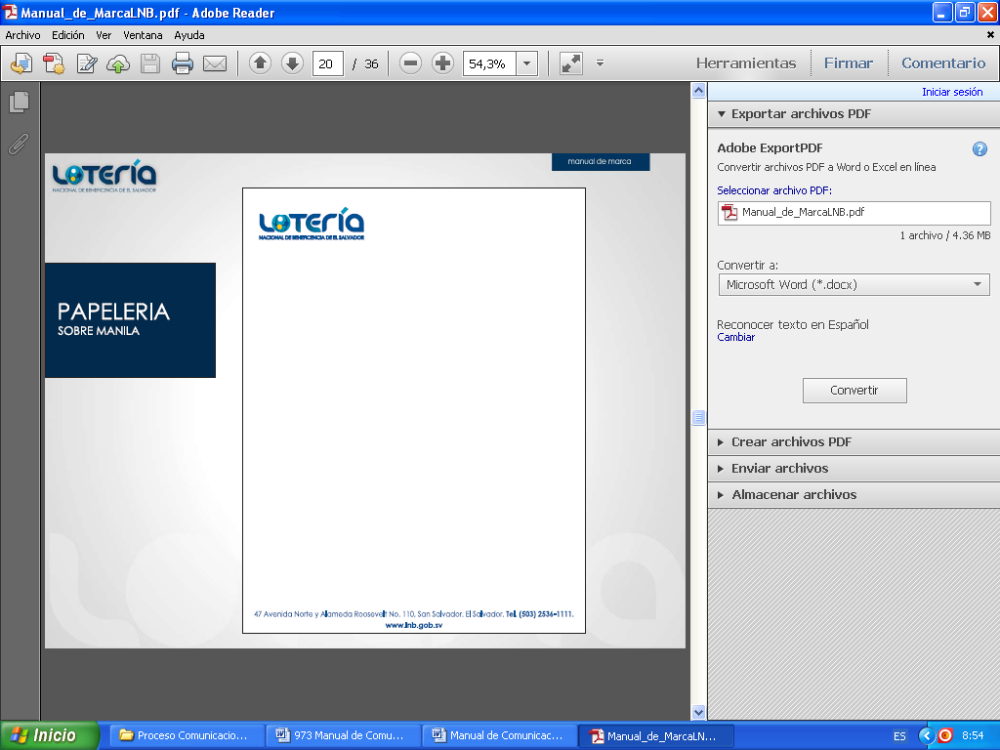 Manual_de_MarcaLNB.pdf - Adobe Reader
Archivo Edición Ver Ventana Ayuda
20 / 36 54,3% Herramientas Firmar Comentario
Iniciar sesión
Exportar archivos PDF
Adobe ExportPDF
Convertir archivos PDF a Word o Excel en línea
Seleccionar archivo PDF:
Manual_de_MarcaLNB.pdf
1 archivo / 4.36 MB
Convertir a:
Microsoft Word (*.docx)
Reconocer texto en Español
Cambiar
Convertir
Crear archivos PDF
Enviar archivos
Almacenar archivos
LOTERÍA
NACIONAL DE BENEFICENCIA DE EL SALVADOR
manual de marca
PAPELERIA
SOBRE MANILA
LOTERÍA
NACIONAL DE BENEFICENCIA DE EL SALVADOR
47 Avenida Norte y Alameda Roosevelt No. 110, San Salvador. El Salvador. Tel. (503) 2536-1111.
www.lnb.gob.sv
Inicio Proceso Comunicacio... 973 Manual de Comu... Manual de Comunicac... Manual_de_MarcaLN... ES 8:54